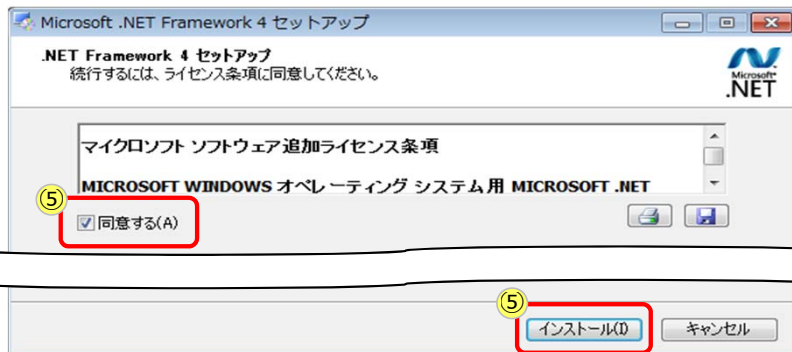 Microsoft .NET Framework 4 セットアップ
.NET Framework 4 セットアップ
続行するには、ライセンス条項に同意してください。
Microsoft
.NET
マイクロソフト ソフトウェア追加ライセンス条項
MICROSOFT WINDOWS オペレーティング システム用 MICROSOFT .NET
⑤
同意する(A)
⑤
インストール(I)
キャンセル